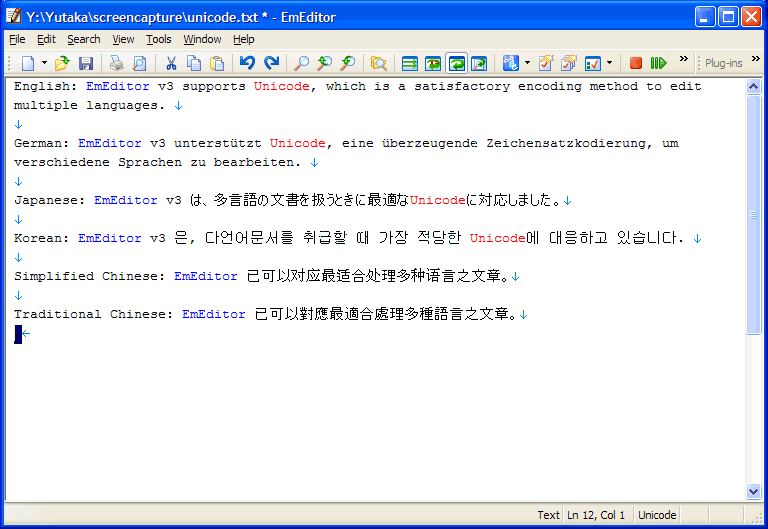 Y:\Yutaka\screencapture\unicode.txt * - EmEditor
File Edit Search View Tools Window Help
Plug-ins
English: EmEditor v3 supports Unicode, which is a satisfactory encoding method to edit
multiple languages. ↓
↓
German: EmEditor v3 unterstützt Unicode, eine überzeugende Zeichensatzkodierung, um
verschiedene Sprachen zu bearbeiten. ↓
↓
Japanese: EmEditor v3 は、多言語の文書を扱うときに最適なUnicodeに対応しました。↓
↓
Korean: EmEditor v3 은, 다언어문서를 취급할 때 가장 적당한 Unicode에 대응하고 있습니다. ↓
↓
Simplified Chinese: EmEditor 已可以对应最适合处理多种语言之文章。↓
↓
Traditional Chinese: EmEditor 已可以對應最適合處理多種語言之文章。↓
←
Text Ln 12, Col 1 Unicode